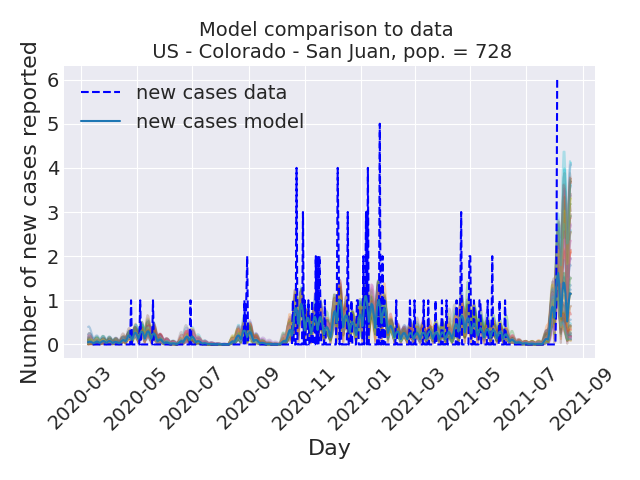 Model comparison to data
US - Colorado - San Juan, pop. = 728
Number of new cases reported
6
5
4
3
2
1
0
new cases data
new cases model
2020-03
2020-05
2020-07
2020-09
2020-11
2021-01
2021-03
2021-05
2021-07
2021-09
Day